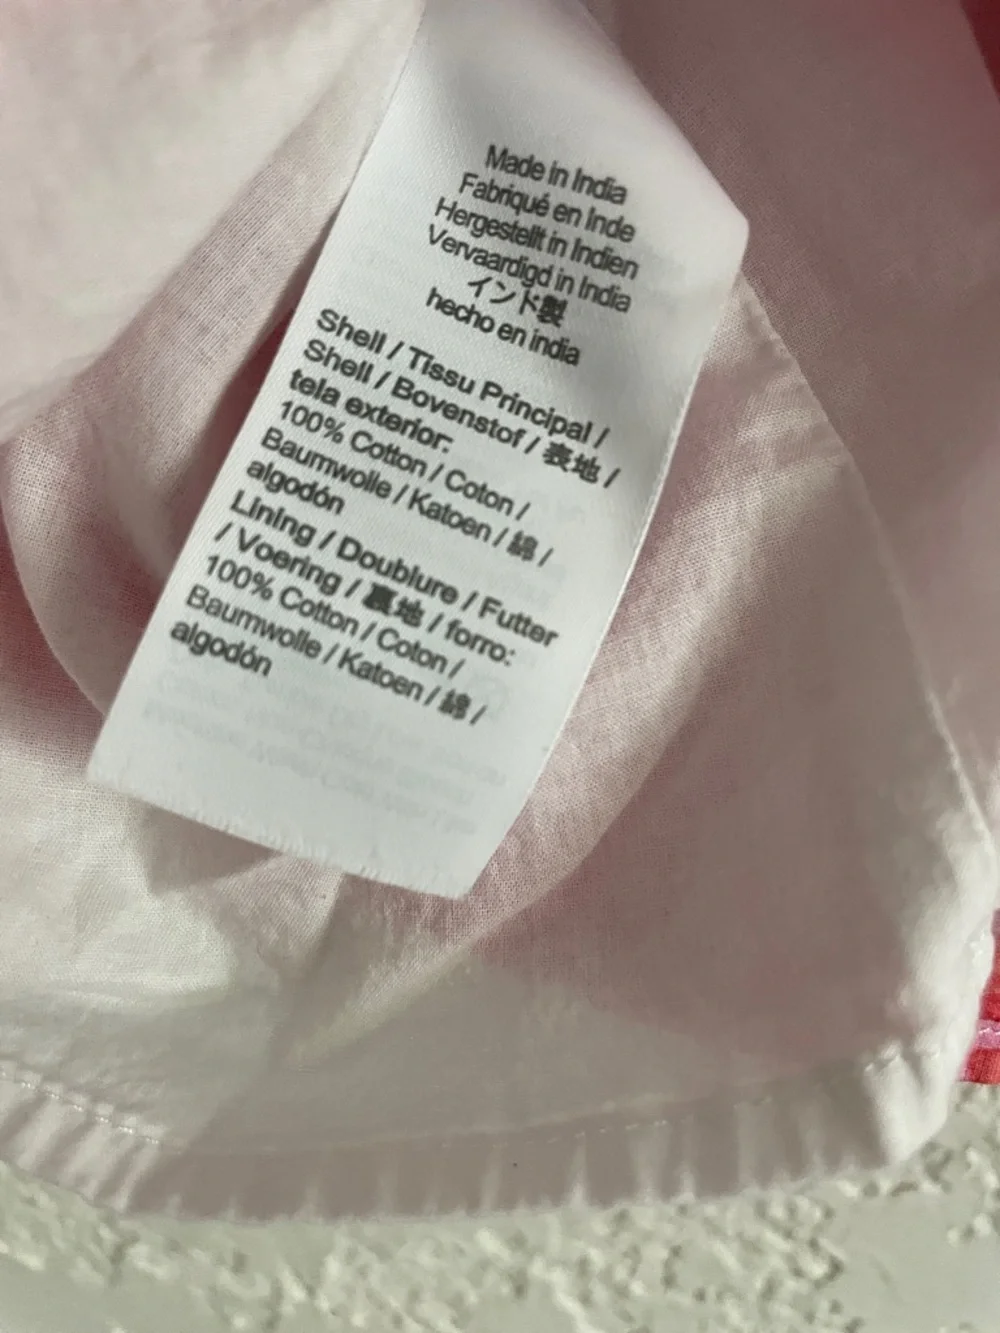 Made in India
Fabriqué en Inde
Hergestellt in Indien
Vervaardigd in India
インド製
hecho en india
Shell / Tissu Principal /
Shell / Bovenstof / 表地 /
tela exterior:
100% Cotton / Coton /
Baumwolle / Katoen / 綿 /
algodón
Lining / Doublure / Futter
/ Voering / 裏地 / forro:
100% Cotton / Coton /
Baumwolle / Katoen / 綿 /
algodón